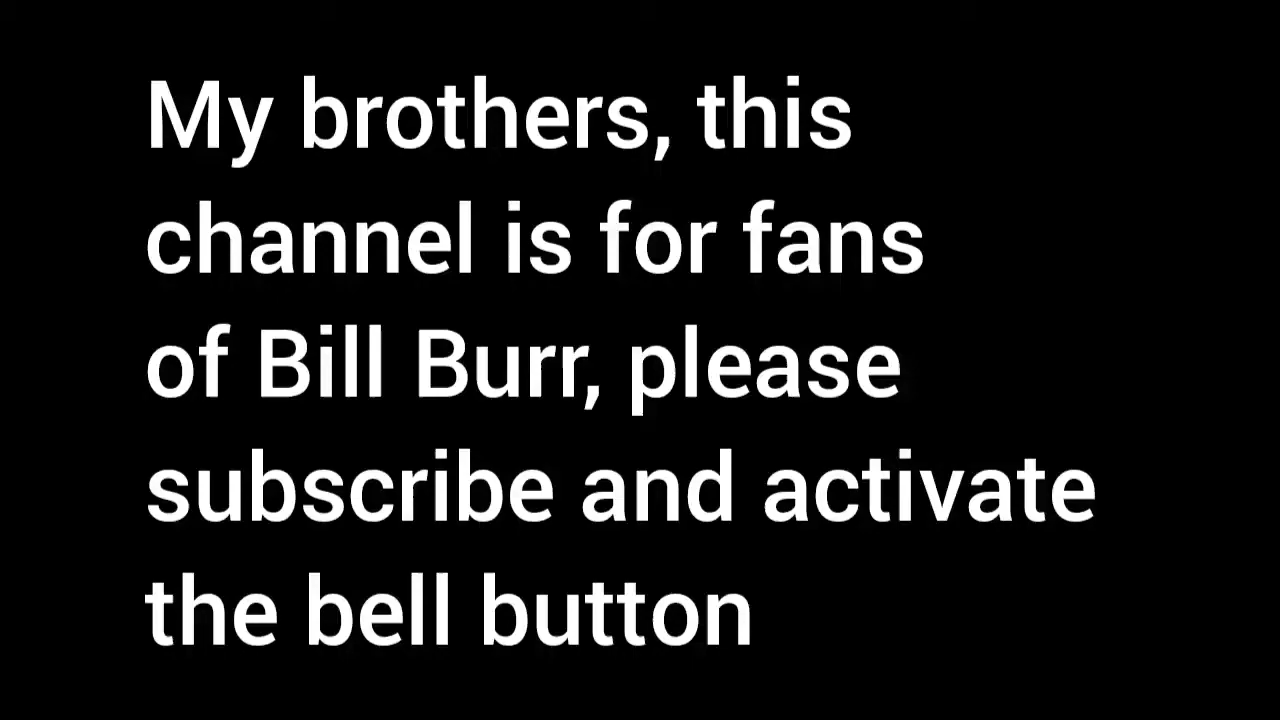 My brothers, this
channel is for fans
of Bill Burr, please
subscribe and activate
the bell button